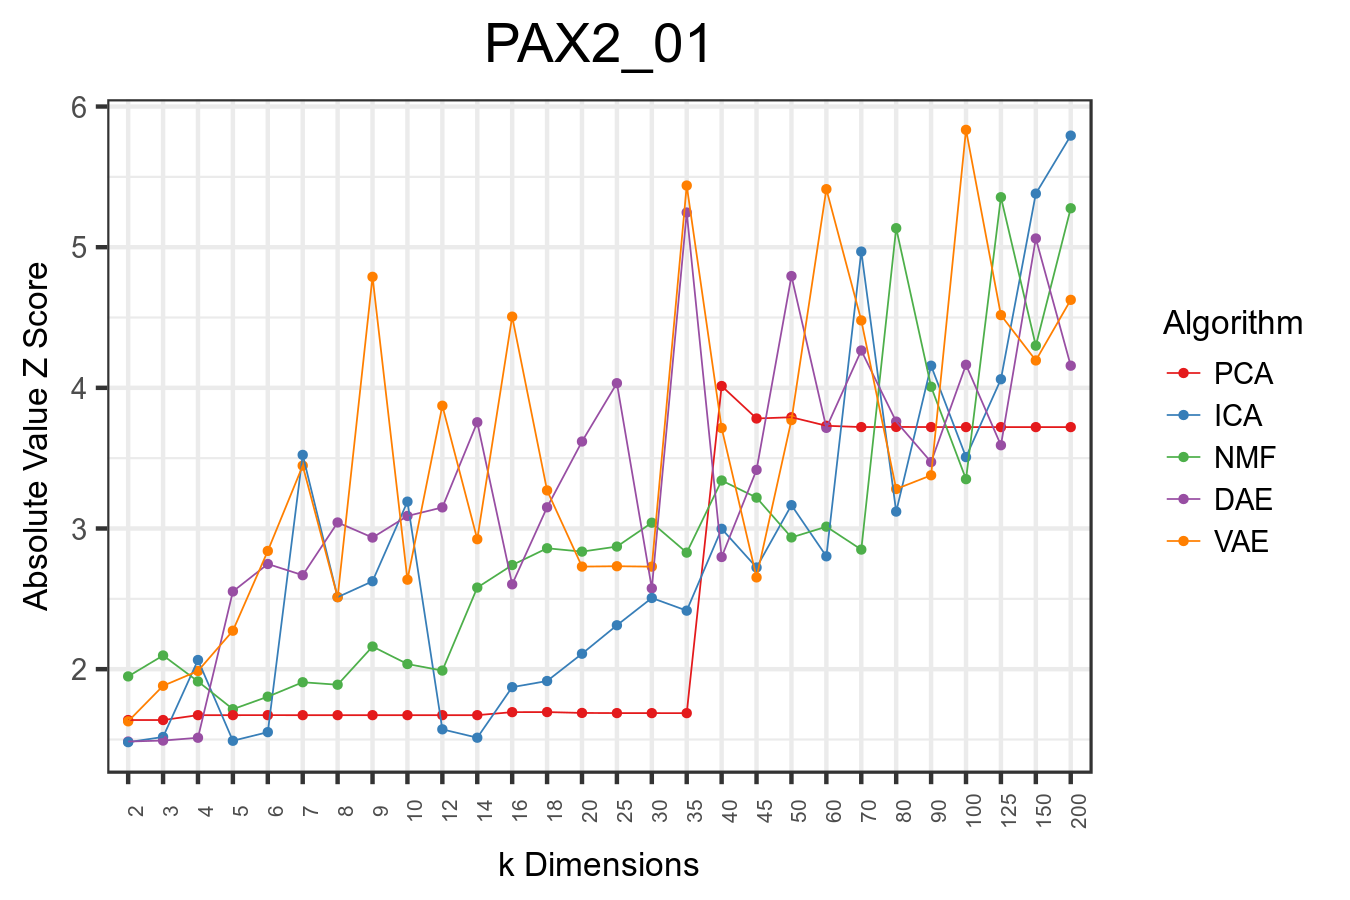 PAX2_01
6
5
4
3
2
Absolute Value Z Score
2 3 4 5 6 7 8 9 10 12 14 16 18 20 25 30 35 40 45 50 60 70 80 90 100 125 150 200
k Dimensions
Algorithm
PCA
ICA
NMF
DAE
VAE